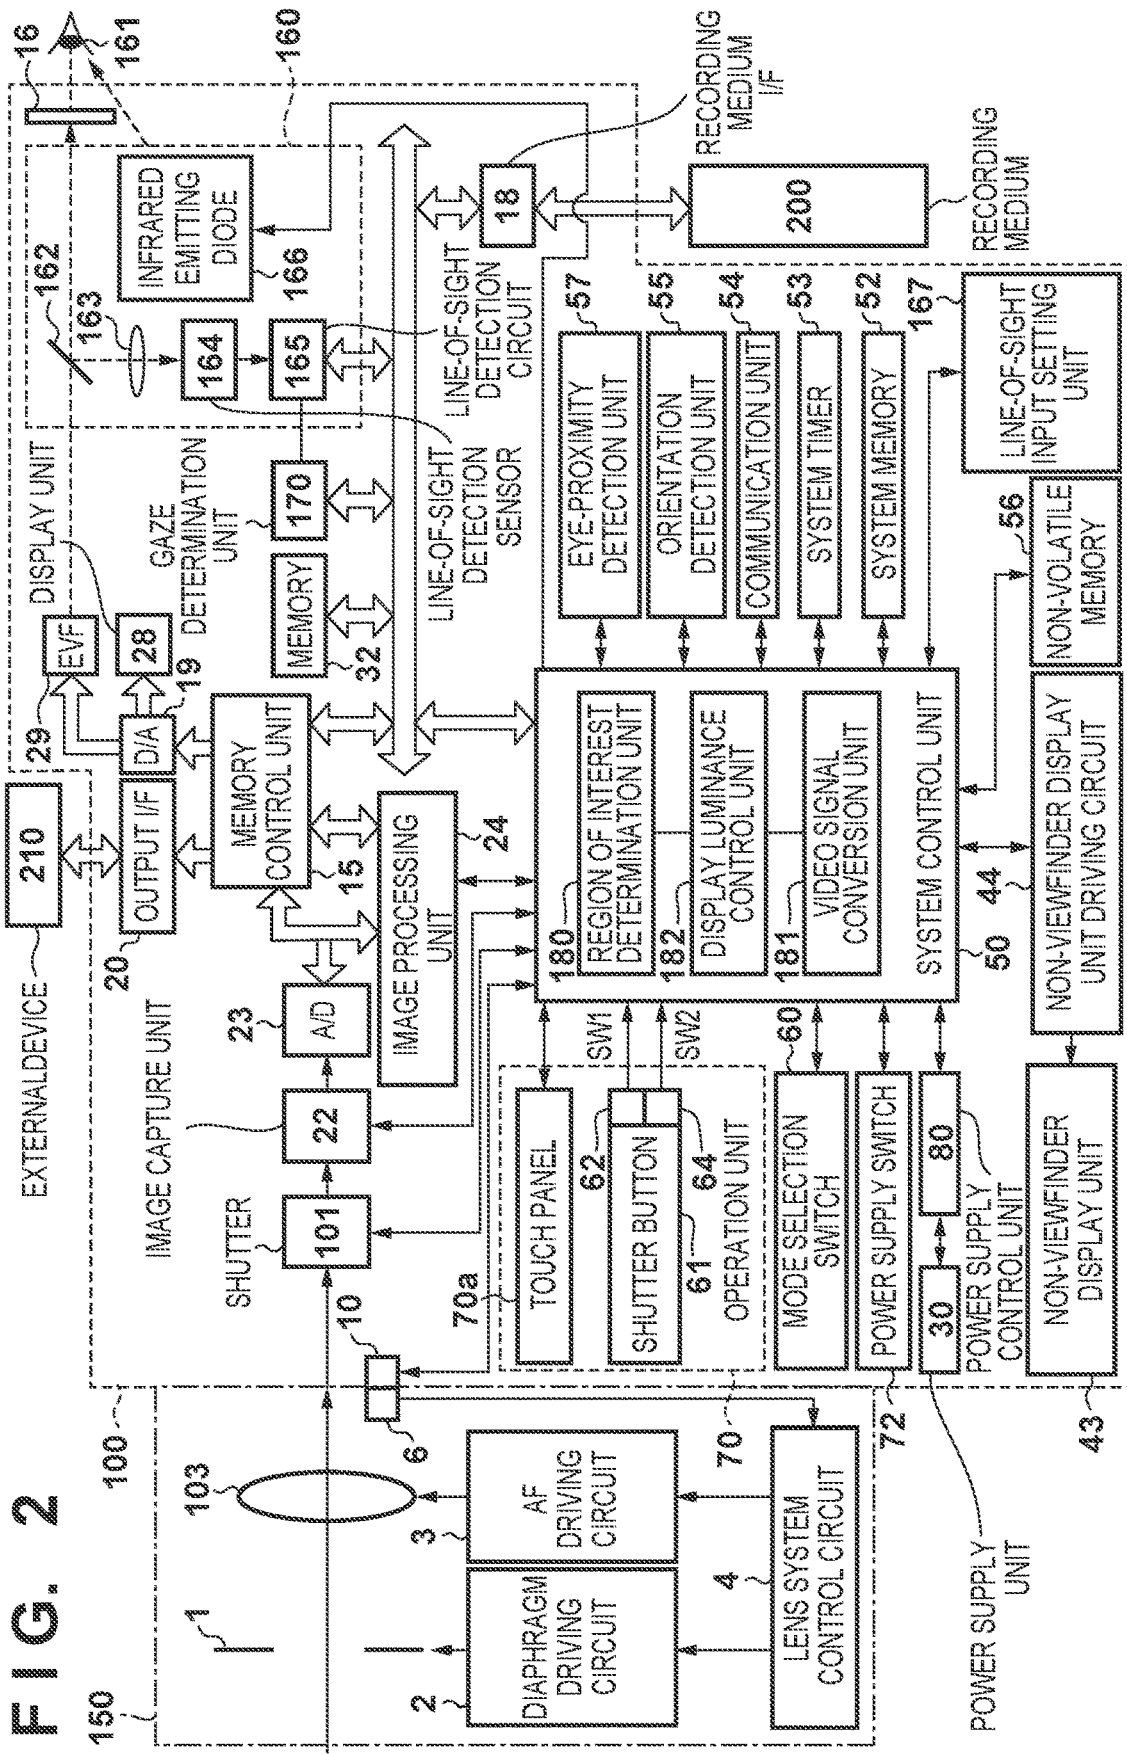 FIG. 2
150
1
100
103
2
DIAPHRAGM
DRIVING
CIRCUIT
3
AF
DRIVING
CIRCUIT
4
LENS SYSTEM
CONTROL CIRCUIT
6
10
SHUTTER
101
IMAGE CAPTURE UNIT
22
23
A/D
EXTERNALDEVICE
210
20
OUTPUT I/F
D/A
19
29
EVF
28
DISPLAY UNIT
MEMORY
CONTROL UNIT
15
IMAGE PROCESSING
UNIT
24
MEMORY
32
GAZE
DETERMINATION
UNIT
170
16
161
160
162
163
164
165
INFRARED
EMITTING
DIODE
166
LINE-OF-SIGHT
DETECTION
SENSOR
LINE-OF-SIGHT
DETECTION
CIRCUIT
18
RECORDING
MEDIUM
I/F
200
RECORDING
MEDIUM
70a
TOUCH PANEL
62
SHUTTER BUTTON
64
61
OPERATION UNIT
70
SW1
SW2
180
REGION OF INTEREST
DETERMINATION UNIT
182
DISPLAY LUMINANCE
CONTROL UNIT
181
VIDEO SIGNAL
CONVERSION UNIT
SYSTEM CONTROL UNIT
50
EYE-PROXIMITY
DETECTION UNIT
57
ORIENTATION
DETECTION UNIT
55
COMMUNICATION UNIT
54
SYSTEM TIMER
53
SYSTEM MEMORY
52
167
LINE-OF-SIGHT
INPUT SETTING
UNIT
56
NON-VOLATILE
MEMORY
60
MODE SELECTION
SWITCH
POWER SUPPLY SWITCH
72
30
80
POWER SUPPLY
CONTROL UNIT
POWER SUPPLY
UNIT
44
NON-VIEWFINDER DISPLAY
UNIT DRIVING CIRCUIT
NON-VIEWFINDER
DISPLAY UNIT
43